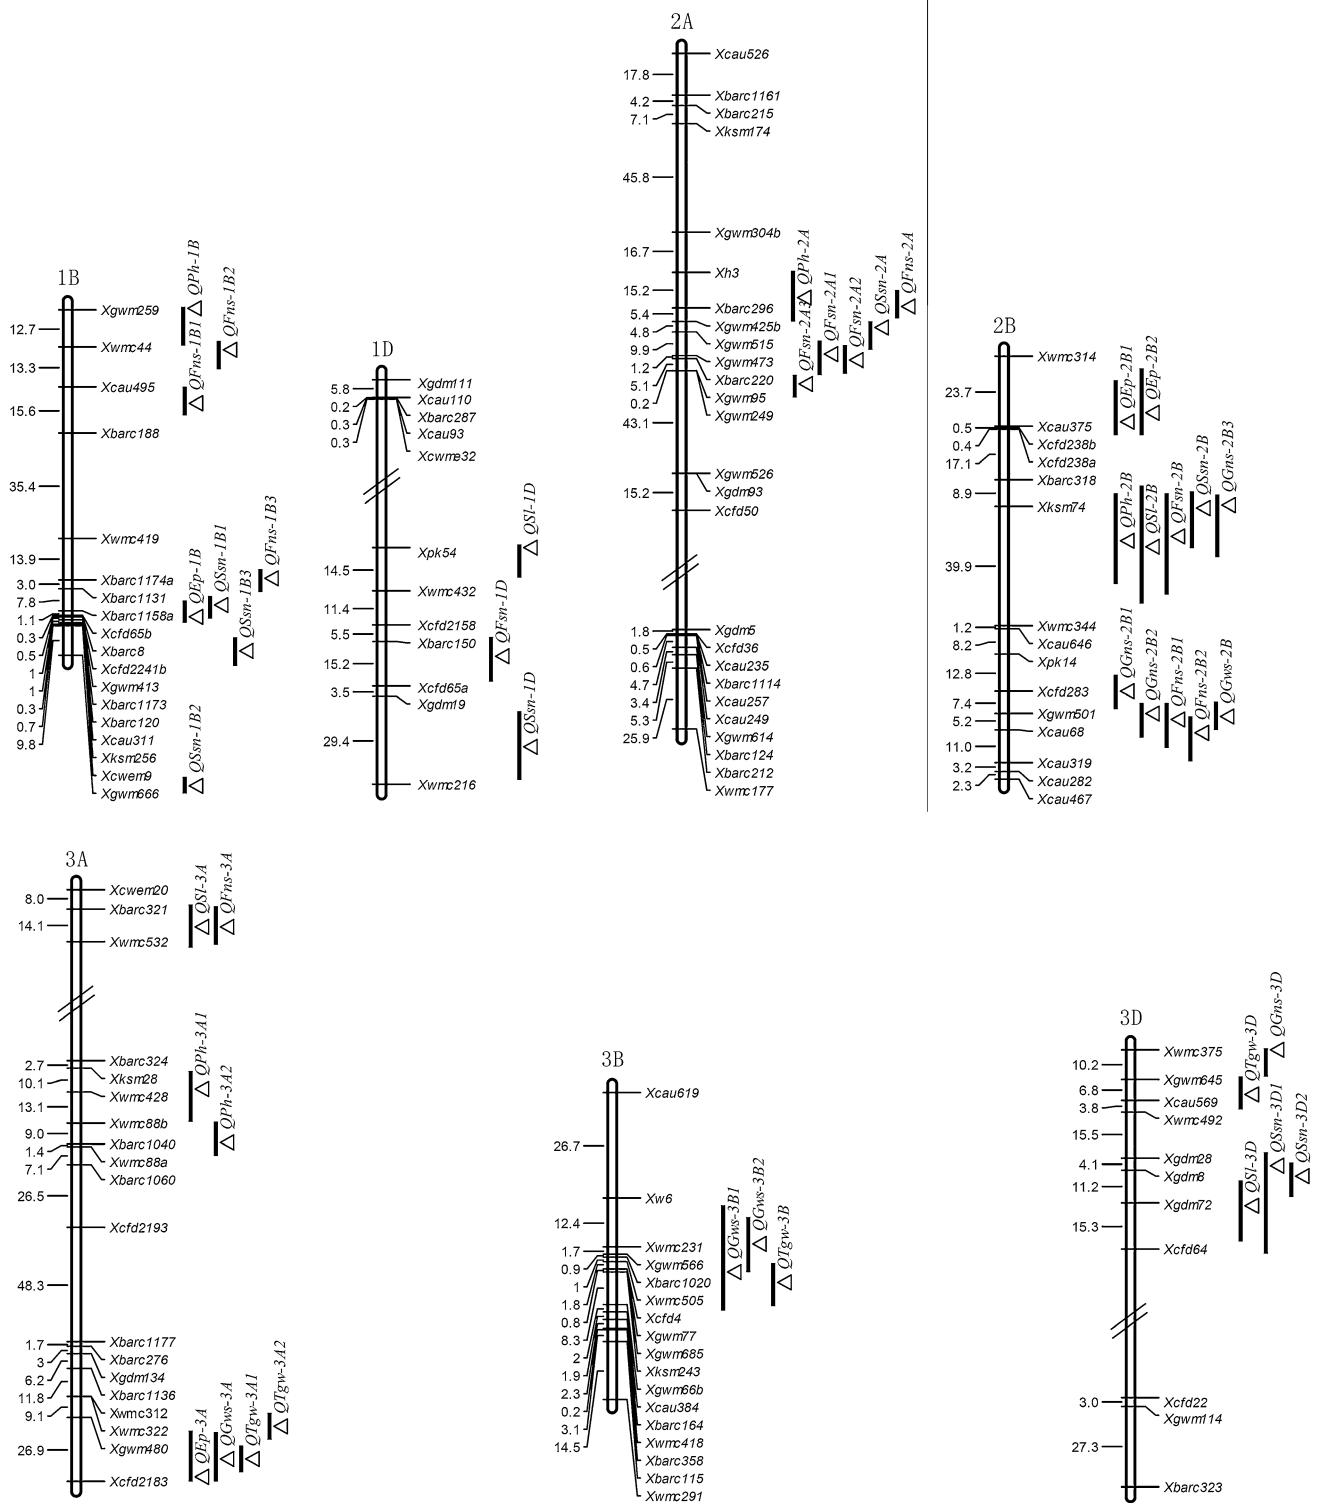 1B
Xgwm259
12.7
Xwmc44
13.3
Xcau495
15.6
Xbarc188
35.4
Xwmc419
13.9
Xbarc1174a
3.0
Xbarc1131
7.8
Xbarc1158a
1.1
Xcfd65b
0.3
Xbarc8
0.5
Xcfd2241b
1
Xgwm413
1
Xbarc1173
0.3
Xbarc120
0.7
Xcau311
9.8
Xksm256
Xcwem9
Xgwm666
QPh-1B
QFns-1B1
QFns-1B2
QEp-1B
QSsn-1B1
QSsn-1B3
QFns-1B3
QSsn-1B2
1D
Xgdm111
5.8
Xcau110
0.2
Xbarc287
0.3
Xcau93
0.3
Xcwme32
Xpk54
14.5
Xwmc432
11.4
Xcfd2158
5.5
Xbarc150
15.2
Xcfd65a
3.5
Xgdm19
29.4
Xwmc216
QSl-1D
QFsn-1D
QSsn-1D
2A
Xcau526
17.8
Xbarc1161
4.2
Xbarc215
7.1
Xksm174
45.8
Xgwm304b
16.7
Xh3
15.2
Xbarc296
5.4
Xgwm425b
4.8
Xgwm515
9.9
Xgwm473
1.2
Xbarc220
5.1
Xgwm95
0.2
Xgwm249
43.1
Xgwm526
Xgdm93
15.2
Xcfd50
Xgdm5
1.8
Xcfd36
0.5
Xcau235
0.6
Xbarc1114
4.7
Xcau257
3.4
Xcau249
5.3
Xgwm614
25.9
Xbarc124
Xbarc212
Xwmc177
QPh-2A
QFsn-2A3
QFsn-2A1
QFsn-2A2
QSsn-2A
QFns-2A
2B
Xwmc314
23.7
Xcau375
0.5
Xcfd238b
0.4
Xcfd238a
17.1
Xbarc318
8.9
Xksm74
39.9
Xwmc344
1.2
Xcau646
8.2
Xpk14
12.8
Xcfd283
7.4
Xgwm501
5.2
Xcau68
11.0
Xcau319
3.2
Xcau282
2.3
Xcau467
QEp-2B1
QEp-2B2
QPh-2B
QSl-2B
QFsn-2B
QSsn-2B
QGns-2B3
QGns-2B1
QGns-2B2
QFns-2B1
QFns-2B2
QGws-2B
3A
Xcwem20
8.0
Xbarc321
14.1
Xwmc532
Xbarc324
2.7
Xksm28
10.1
Xwmc428
13.1
Xwmc88b
9.0
Xbarc1040
1.4
Xwmc88a
7.1
Xbarc1060
26.5
Xcfd2193
48.3
Xbarc1177
1.7
Xbarc276
3
Xgdm134
6.2
Xbarc1136
11.8
Xwmc312
9.1
Xwmc322
Xgwm480
26.9
Xcfd2183
QSl-3A
QFns-3A
QPh-3A1
QPh-3A2
QEp-3A
QGws-3A
QTgw-3A1
QTgw-3A2
3B
Xcau619
26.7
Xw6
12.4
Xwmc231
1.7
Xgwm566
0.9
Xbarc1020
1
Xwmc505
1.8
Xcfd4
0.8
Xgwm77
8.3
Xgwm685
2
Xksm243
1.9
Xgwm66b
2.3
Xcau384
0.2
Xbarc164
3.1
Xwmc418
14.5
Xbarc358
Xbarc115
Xwmc291
QGws-3B1
QGws-3B2
QTgw-3B
3D
Xwmc375
10.2
Xgwm645
6.8
Xcau569
3.8
Xwmc492
15.5
Xgdm28
4.1
Xgdm8
11.2
Xgdm72
15.3
Xcfd64
Xcfd22
3.0
Xgwm114
27.3
Xbarc323
QTgw-3D
QGns-3D
QSl-3D
QSsn-3D1
QSsn-3D2